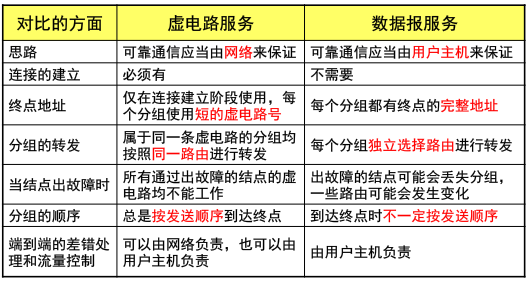 对比的方面 虚电路服务 数据报服务
思路 可靠通信应当由网络来保证 可靠通信应当由用户主机来保证
连接的建立 必须有 不需要
终点地址 仅在连接建立阶段使用，每
个分组使用短的虚电路号 每个分组都有终点的完整地址
分组的转发 属于同一条虚电路的分组均
按照同一路由进行转发 每个分组独立选择路由进行转发
当结点出故障时 所有通过出故障的结点的虚
电路均不能工作 出故障的结点可能会丢失分组，
一些路由可能会发生变化
分组的顺序 总是按发送顺序到达终点 到达终点时不一定按发送顺序
端到端的差错处
理和流量控制 可以由网络负责，也可以由
用户主机负责 由用户主机负责